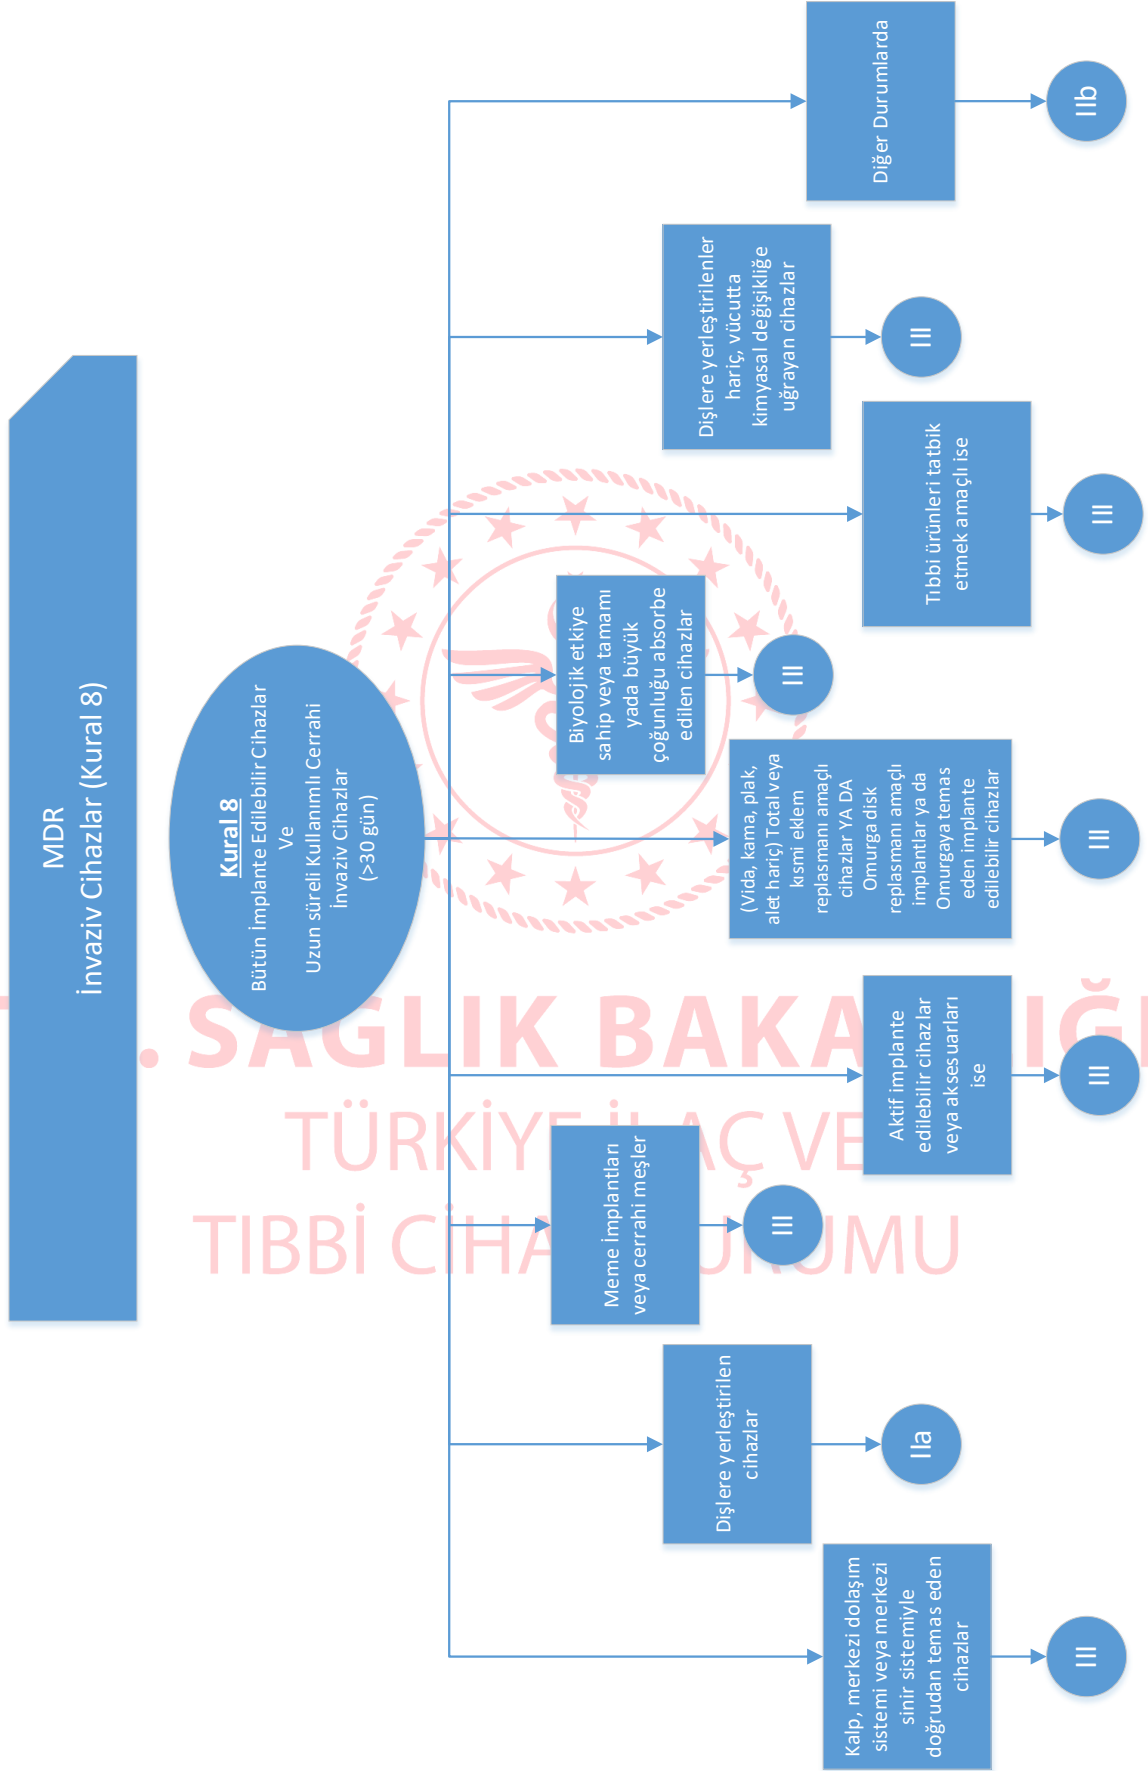 MDR
İnvaziv Cihazlar (Kural 8)
Kural 8
Bütün İmplante Edilebilir Cihazlar
Ve
Uzun süreli Kullanımlı Cerrahi
İnvaziv Cihazlar
(>30 gün)
Kalp, merkezi dolaşım
sistemi veya merkezi
sinir sistemiyle
doğrudan temas eden
cihazlar
III
Dişlere yerleştirilen
cihazlar
IIa
Meme İmplantları
veya cerrahi meşler
III
Aktif implante
edilebilir cihazlar
veya aksesuarları
ise
III
(Vida, kama, plak,
alet hariç) Total veya
kısmi eklem
replasmanı amaçlı
cihazlar YA DA
Omurga disk
replasmanı amaçlı
implantlar ya da
Omurgaya temas
eden implante
edilebilir cihazlar
III
Biyolojik etkiye
sahip veya tamamı
yada büyük
çoğunluğu absorbe
edilen cihazlar
III
Tıbbi ürünleri tatbik
etmek amaçlı ise
III
Dişlere yerleştirilenler
hariç, vücutta
kimyasal değişikliğe
uğrayan cihazlar
III
Diğer Durumlarda
IIb
SAĞLIK
TÜRKİYE VE
TIBBİ